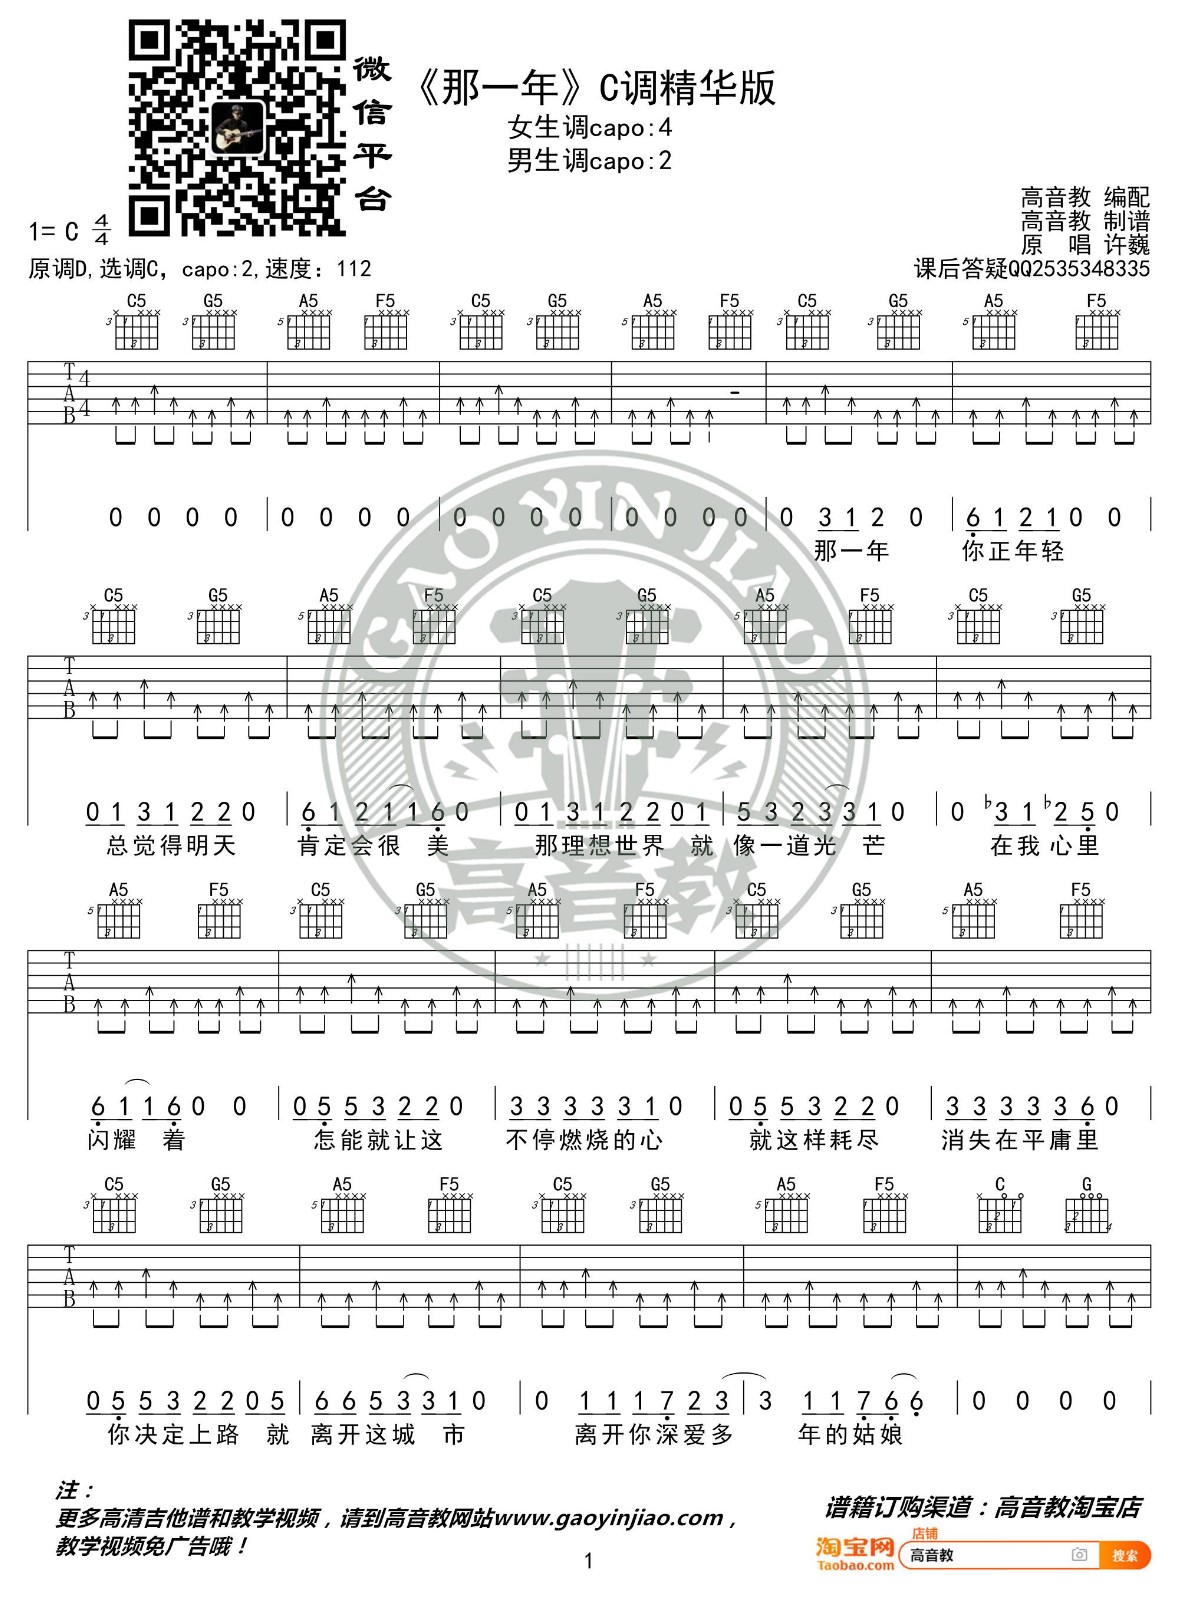 微信平台
《那一年》C调精华版
女生调capo:4
男生调capo:2
高音教 编配
高音教 制谱
原 唱 许巍
课后答疑QQ2535348335
1= C 4/4
原调D,选调C, capo:2,速度: 112
C5 G5 A5 F5 C5 G5 A5 F5 C5 G5 A5 F5
T A B 4 4
0 0 0 0 0 0 0 0 0 0 0 0 0 0 0 0 0 3 1 2 0 6 1 2 1 0 0
那一年 你正年轻
C5 G5 A5 F5 C5 G5 A5 F5 C5 G5
T A B
0 1 3 1 2 2 0 6 1 2 1 1 6 0 0 1 3 1 2 2 0 1 5 3 2 3 3 1 0 0 ♭3 1 ♭2 5 0
总觉得明天 肯定会很 美 那理想世界 就 像一道光 芒 在我心里
A5 F5 C5 G5 A5 F5 C5 G5 A5 F5
T A B
6 1 1 6 0 0 0 5 5 3 2 2 0 3 3 3 3 3 1 0 0 5 5 3 2 2 0 3 3 3 3 3 6 0
闪耀 着 怎能就让这 不停燃烧的心 就这样耗尽 消失在平庸里
C5 G5 A5 F5 C5 G5 A5 F5 C G
T A B
0 5 5 3 2 2 0 5 6 6 5 3 3 1 0 0 1 1 1 7 2 3 3 1 1 7 6 6 0 0 0 0
你决定上路 就 离开这城 市 离开你深爱多 年的姑娘
GAO YIN JIAO
高音教
注：
更多高清吉他谱和教学视频，请到高音教网站www.gaoyinjiao.com，
教学视频免广告哦！
谱籍订购渠道：高音教淘宝店
店铺
淘宝网
Taobao.com
高音教
搜索
1